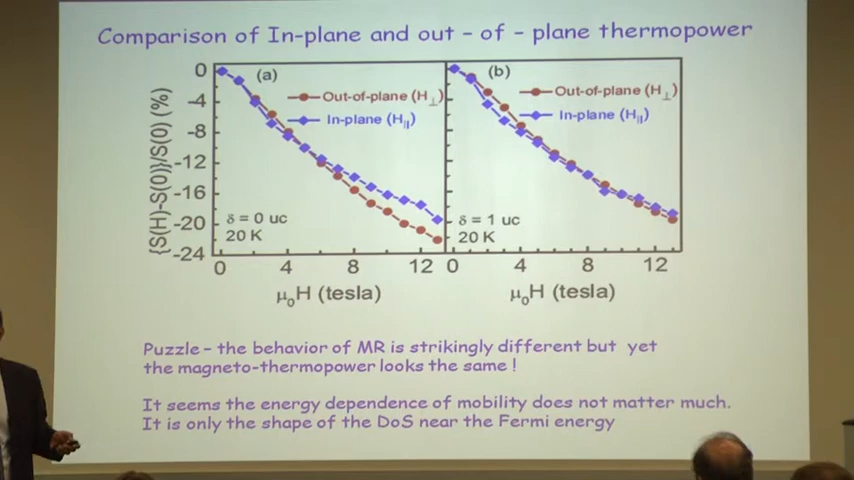 Comparison of In-plane and out - of - plane thermopower
(a)
Out-of-plane (H⊥)
In-plane (H||)
δ = 0 uc
20 K
0
-4
-8
-12
-16
-20
-24
{S(H)-S(0)}/S(0) (%)
0 4 8 12
μ0H (tesla)
(b)
Out-of-plane (H⊥)
In-plane (H||)
δ = 1 uc
20 K
0 4 8 12
μ0H (tesla)
Puzzle – the behavior of MR is strikingly different but yet
the magneto-thermopower looks the same !
It seems the energy dependence of mobility does not matter much.
It is only the shape of the DoS near the Fermi energy